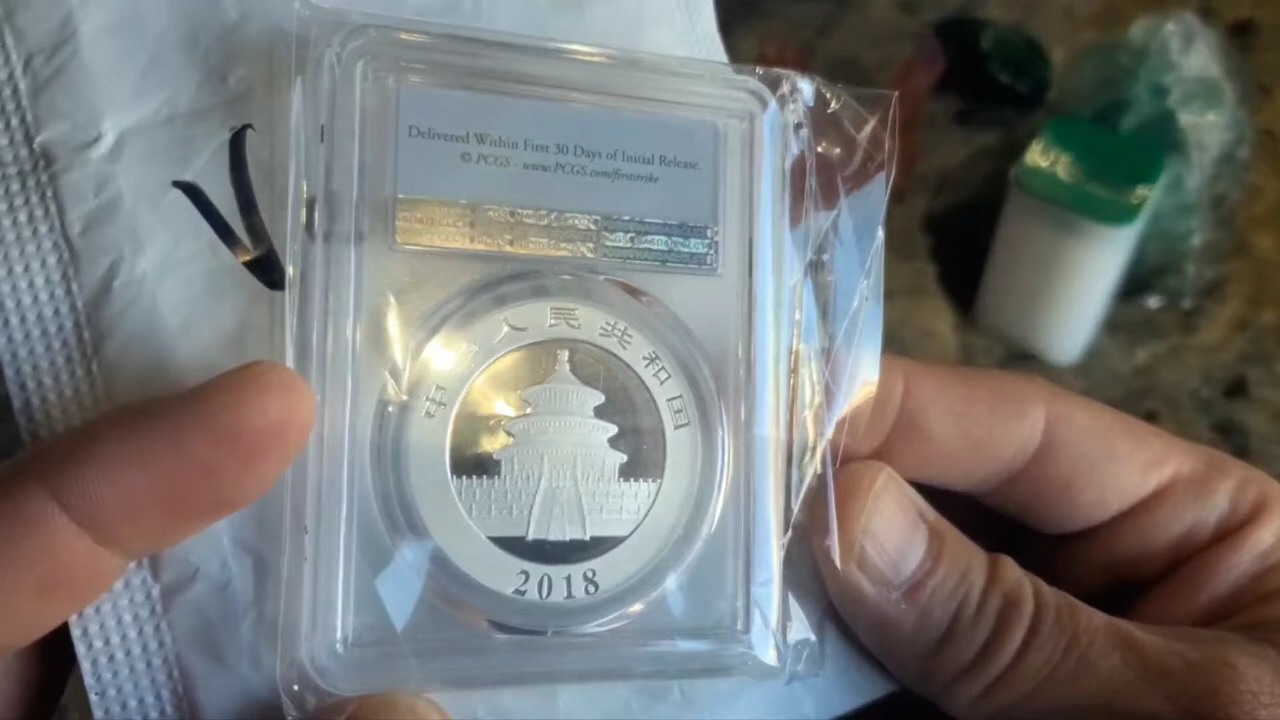 Delivered Within First 30 Days of Initial Release.
© PCGS - www.PCGS.com/firststrike
中 人民共和国
2018